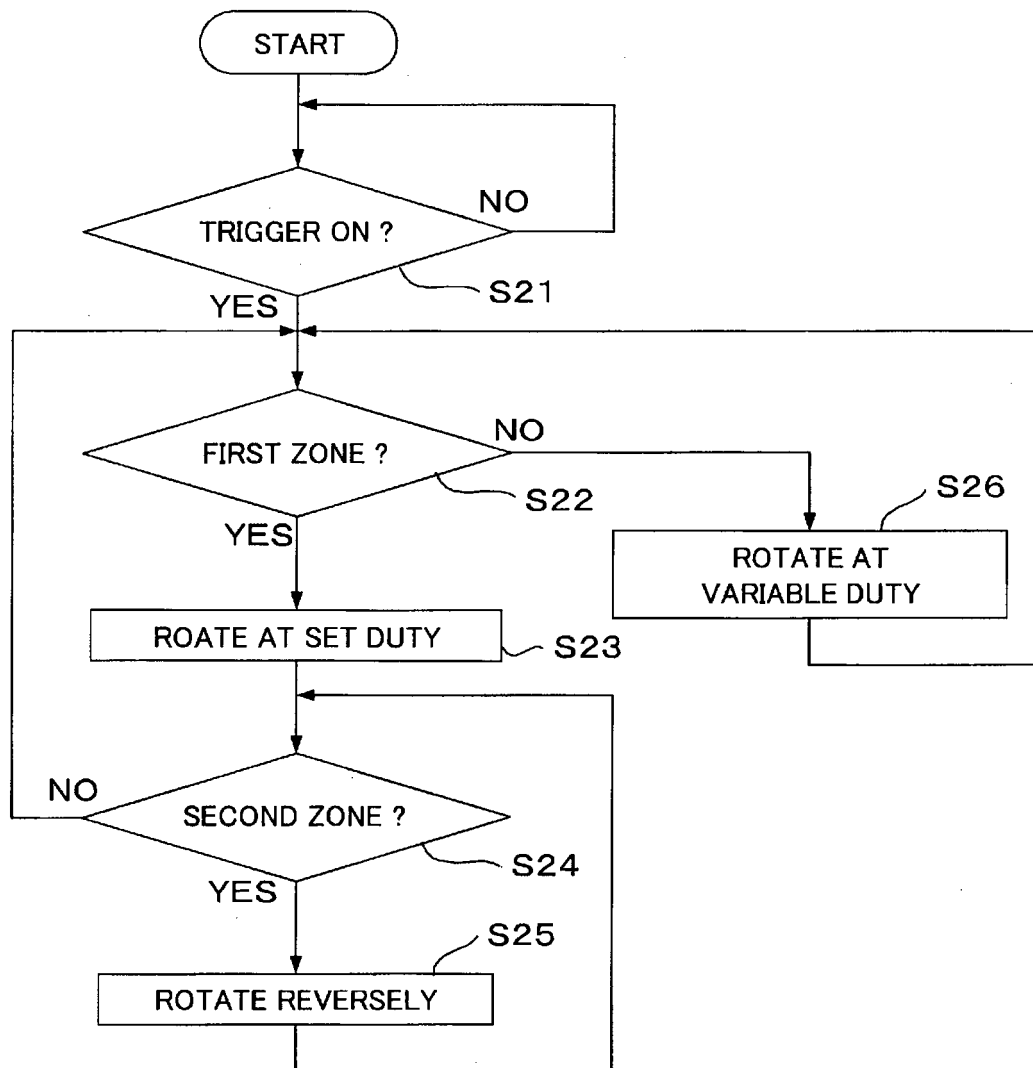 START
NO
TRIGGER ON ?
S21
YES
NO
FIRST ZONE ?
S22
S26
YES
ROTATE AT
VARIABLE DUTY
ROATE AT SET DUTY
S23
NO
SECOND ZONE ?
S24
YES
S25
ROTATE REVERSELY